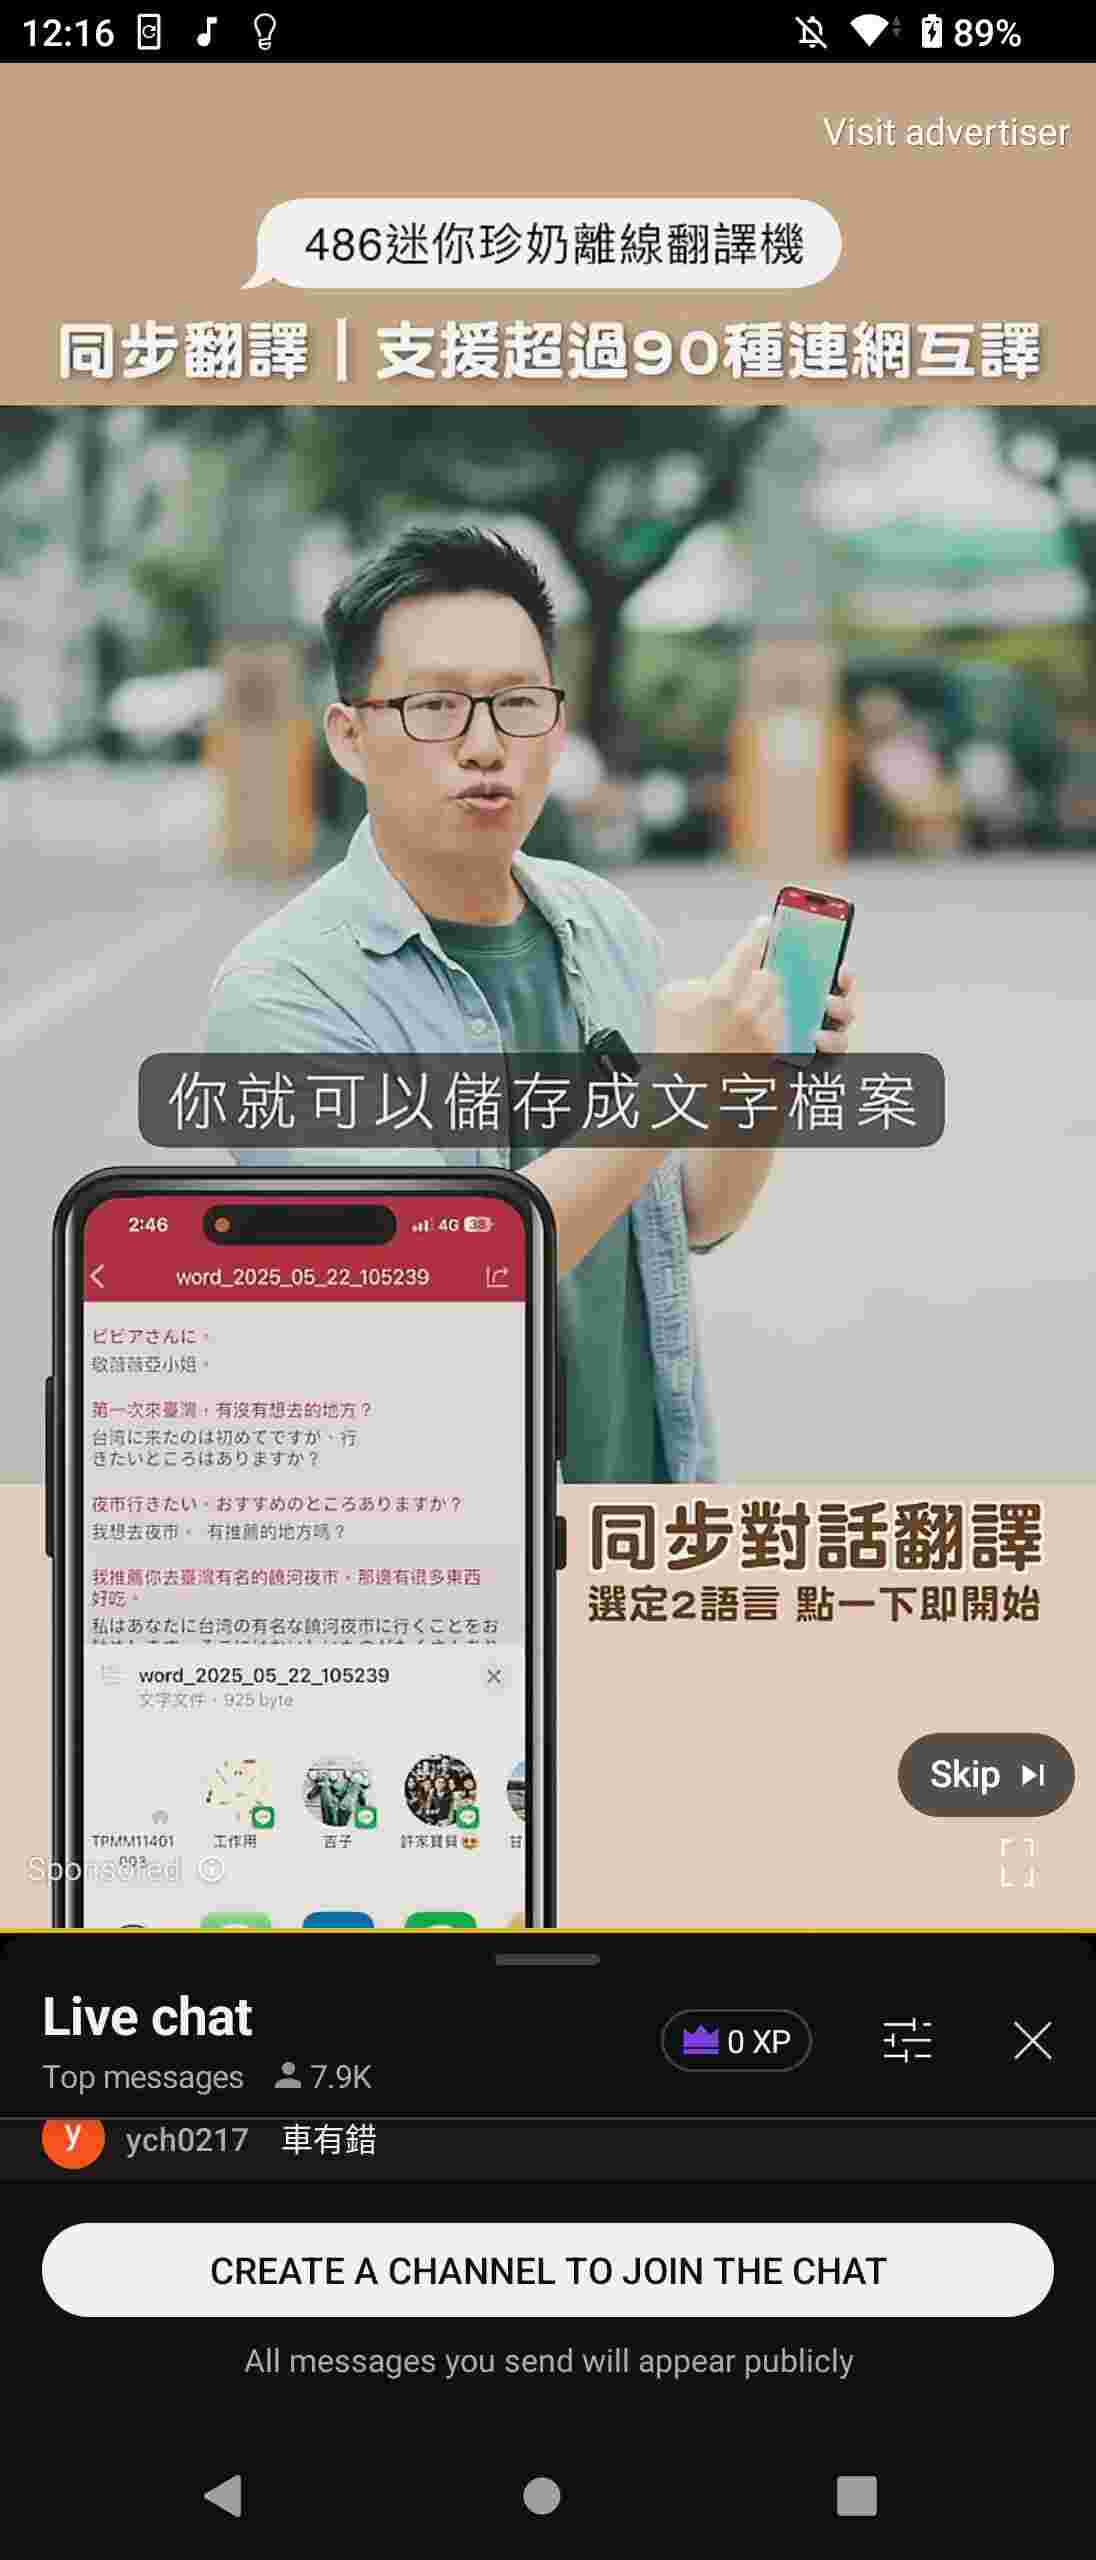 12:16
89%
Visit advertiser
486迷你珍奶離線翻譯機
同步翻譯｜支援超過90種連網互譯
你就可以儲存成文字檔案
2:46
4G 38
word_2025_05_22_105239
ビビアさんに。
敬薇薇亞小姐。
第一次來臺灣，有沒有想去的地方？
台湾に来たのは初めてですが、行
きたいところはありますか？
夜市行きたい。おすすめのところありますか？
我想去夜市。 有推薦的地方嗎？
我推薦你去臺灣有名的饒河夜市，那邊有很多東西
好吃。
私はあなたに台湾の有名な饒河夜市に行くことをお
word_2025_05_22_105239
文字文件・925 byte
TPMM11401
003
工作用
吉子
許家寶貝
甘
同步對話翻譯
選定2語言 點一下即開始
Skip
Sponsored
Live chat
0 XP
Top messages
7.9K
y
ych0217 車有錯
CREATE A CHANNEL TO JOIN THE CHAT
All messages you send will appear publicly